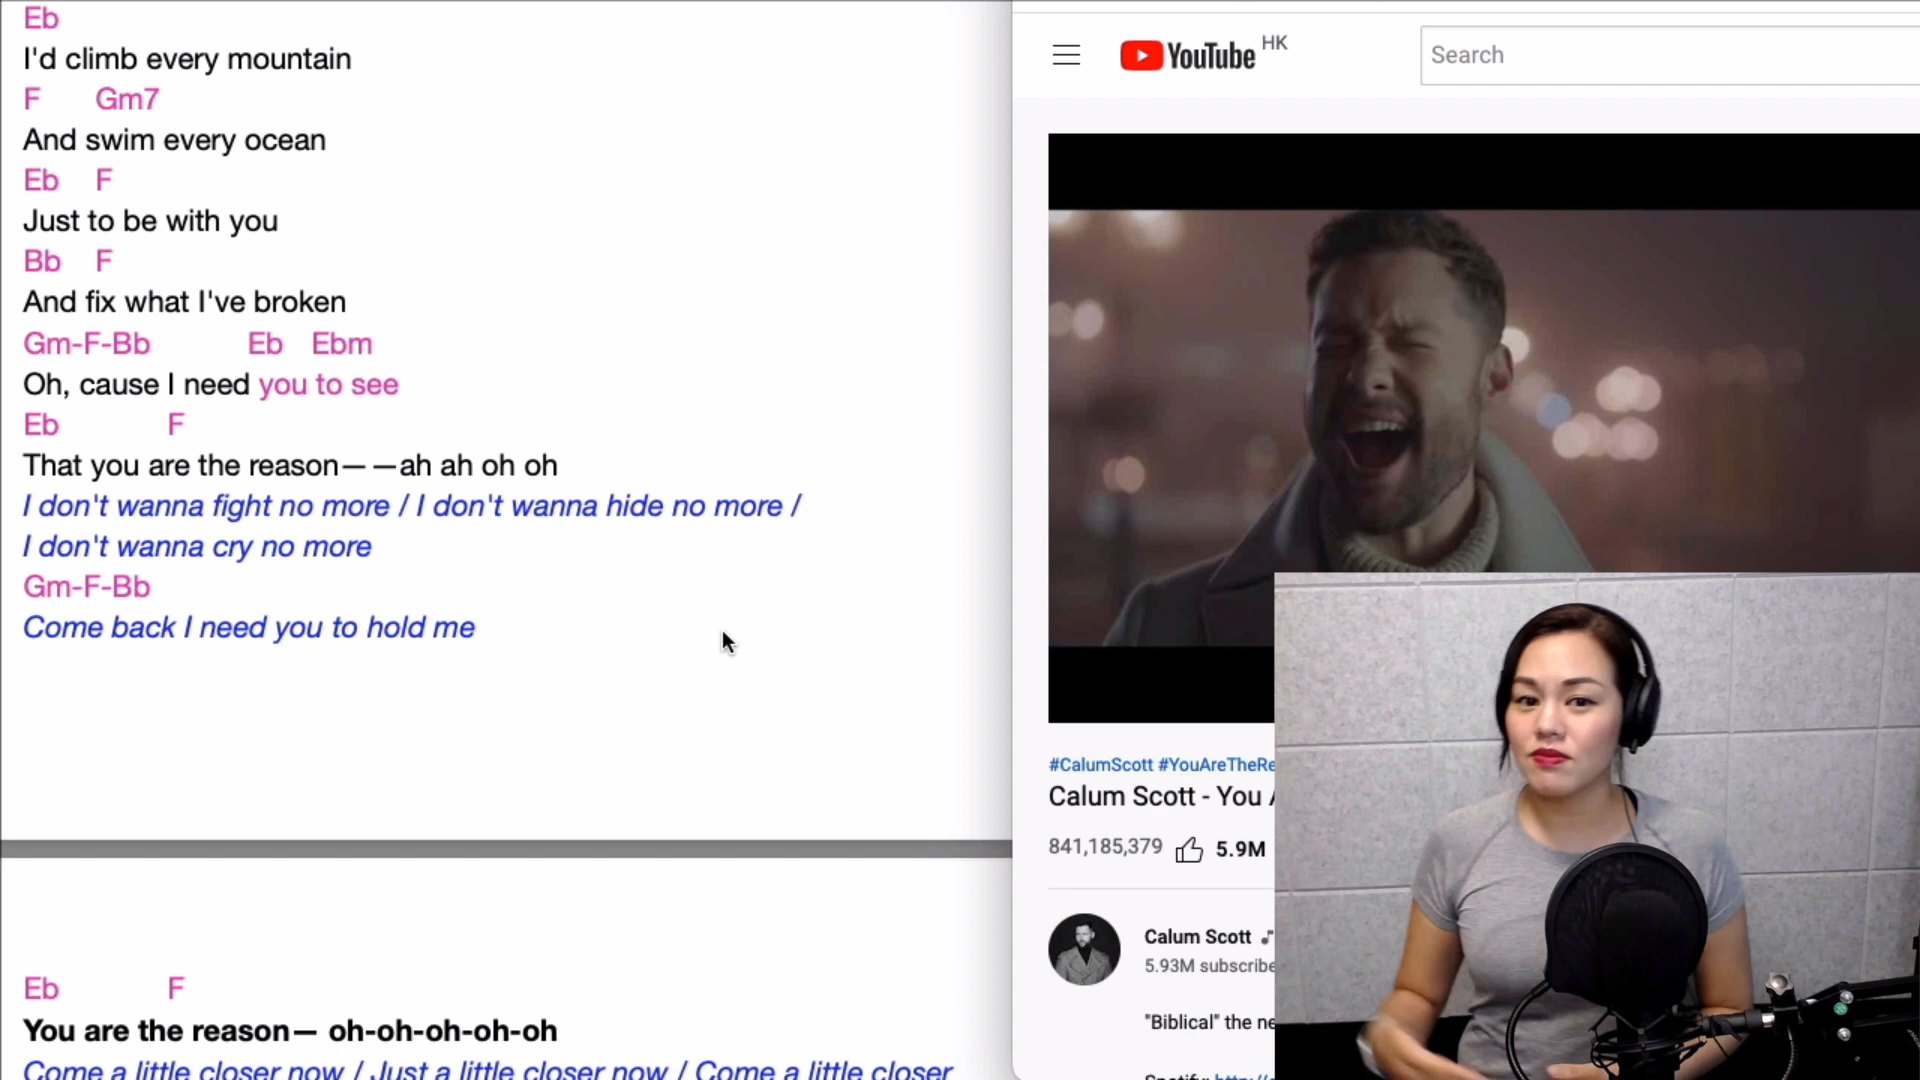 Eb
I'd climb every mountain
F Gm7
And swim every ocean
Eb F
Just to be with you
Bb F
And fix what I've broken
Gm-F-Bb Eb Ebm
Oh, cause I need you to see
Eb F
That you are the reason— —ah ah oh oh
I don't wanna fight no more / I don't wanna hide no more /
I don't wanna cry no more
Gm-F-Bb
Come back I need you to hold me
Eb F
You are the reason— oh-oh-oh-oh-oh
Come a little closer now / Just a little closer now / Come a little closer
YouTube HK
Search
#CalumScott #YouAreTheRe
Calum Scott - You A
841,185,379 5.9M
Calum Scott
5.93M subscribe
"Biblical" the ne
Spotify: